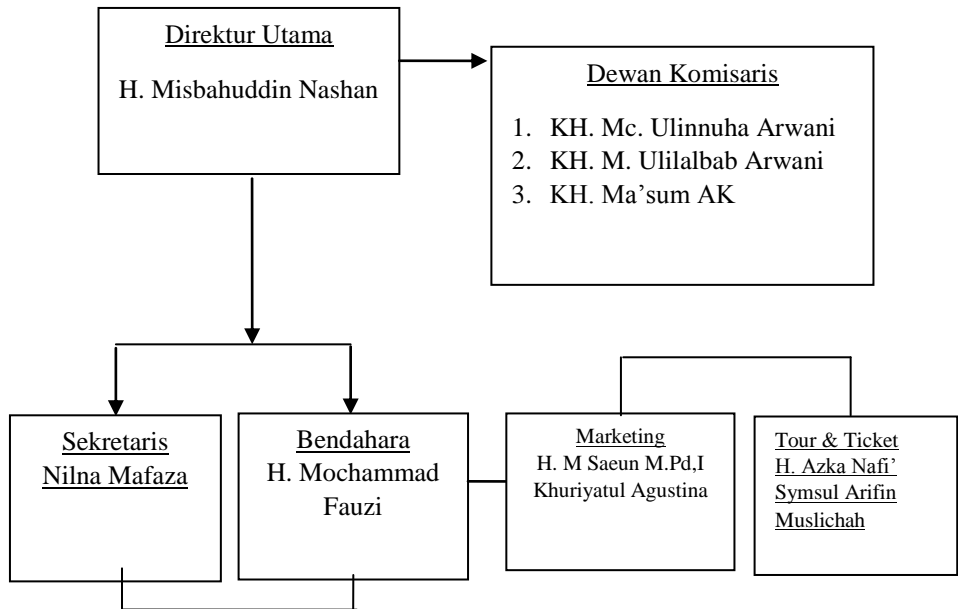 Direktur Utama
H. Misbahuddin Nashan
Dewan Komisaris
1. KH. Mc. Ulinnuha Arwani
2. KH. M. Ulilalbab Arwani
3. KH. Ma’sum AK
Sekretaris
Nilna Mafaza
Bendahara
H. Mochammad
Fauzi
Marketing
H. M Saeun M.Pd,I
Khuriyatul Agustina
Tour & Ticket
H. Azka Nafi’
Symsul Arifin
Muslichah